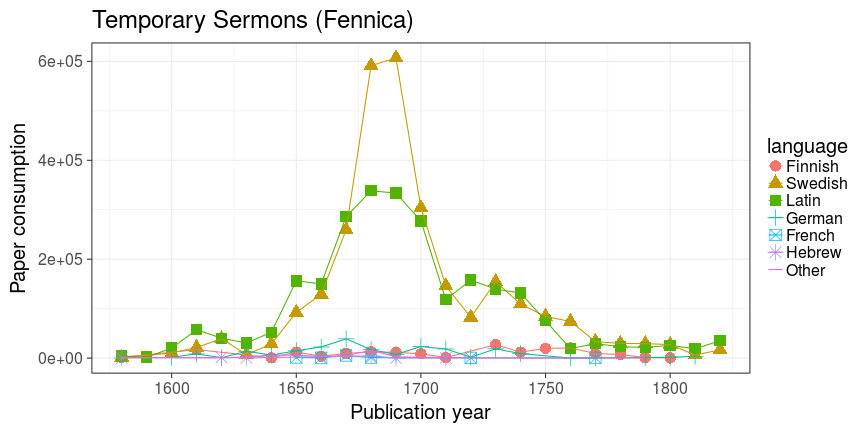 Temporary Sermons (Fennica)
6e+05
4e+05
2e+05
0e+00
Paper consumption
1600
1650
1700
1750
1800
Publication year
language
Finnish
Swedish
Latin
German
French
Hebrew
Other